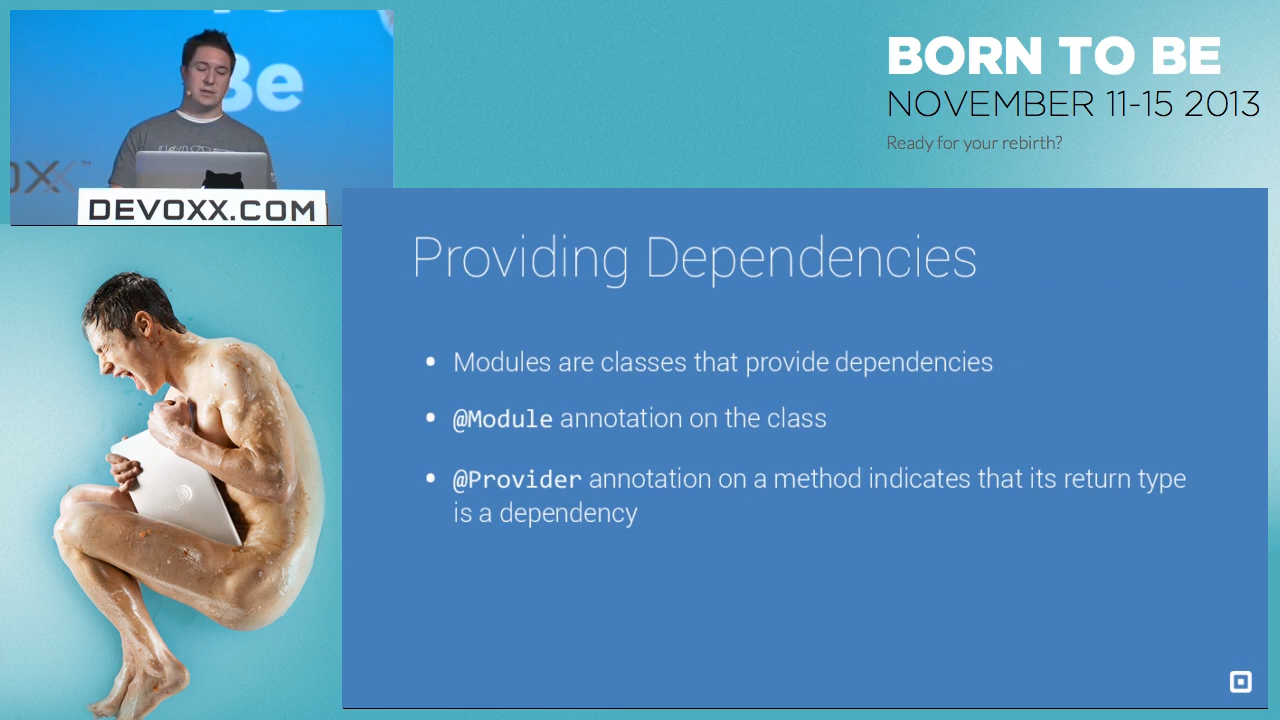 Be
BORN TO BE
NOVEMBER 11-15 2013
Ready for your rebirth?
DEVOXX.COM
Providing Dependencies
• Modules are classes that provide dependencies
• @Module annotation on the class
• @Provider annotation on a method indicates that its return type
is a dependency